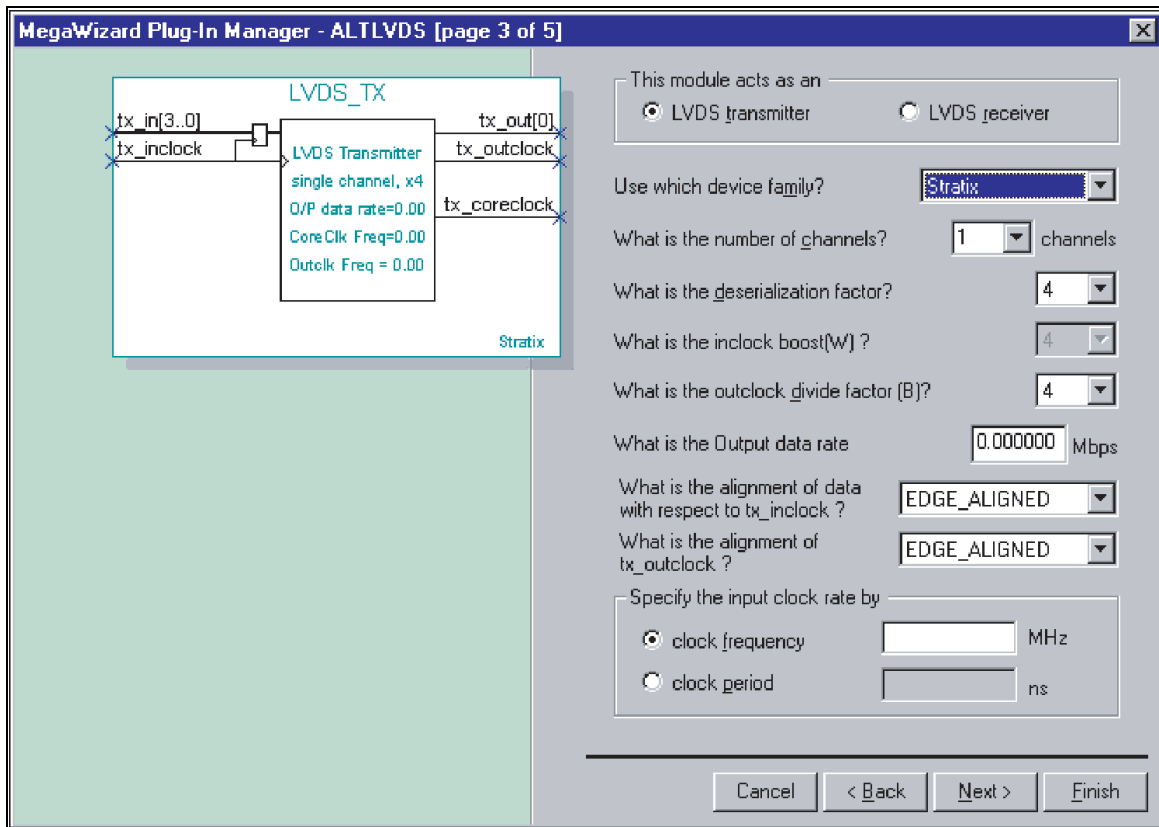 MegaWizard Plug-In Manager - ALTLVDS [page 3 of 5]
LVDS_TX
tx_in[3..0]
tx_inclock
LVDS Transmitter
single channel, x4
O/P data rate=0.00
CoreClk Freq=0.00
Outclk Freq = 0.00
tx_out[0]
tx_outclock
tx_coreclock
Stratix
This module acts as an
LVDS transmitter
LVDS receiver
Use which device family?
Stratix
What is the number of channels?
1
channels
What is the deserialization factor?
4
What is the inclock boost(W) ?
4
What is the outclock divide factor (B)?
4
What is the Output data rate
0.000000
Mbps
What is the alignment of data
with respect to tx_inclock ?
EDGE_ALIGNED
What is the alignment of
tx_outclock ?
EDGE_ALIGNED
Specify the input clock rate by
clock frequency
MHz
clock period
ns
Cancel
< Back
Next >
Finish